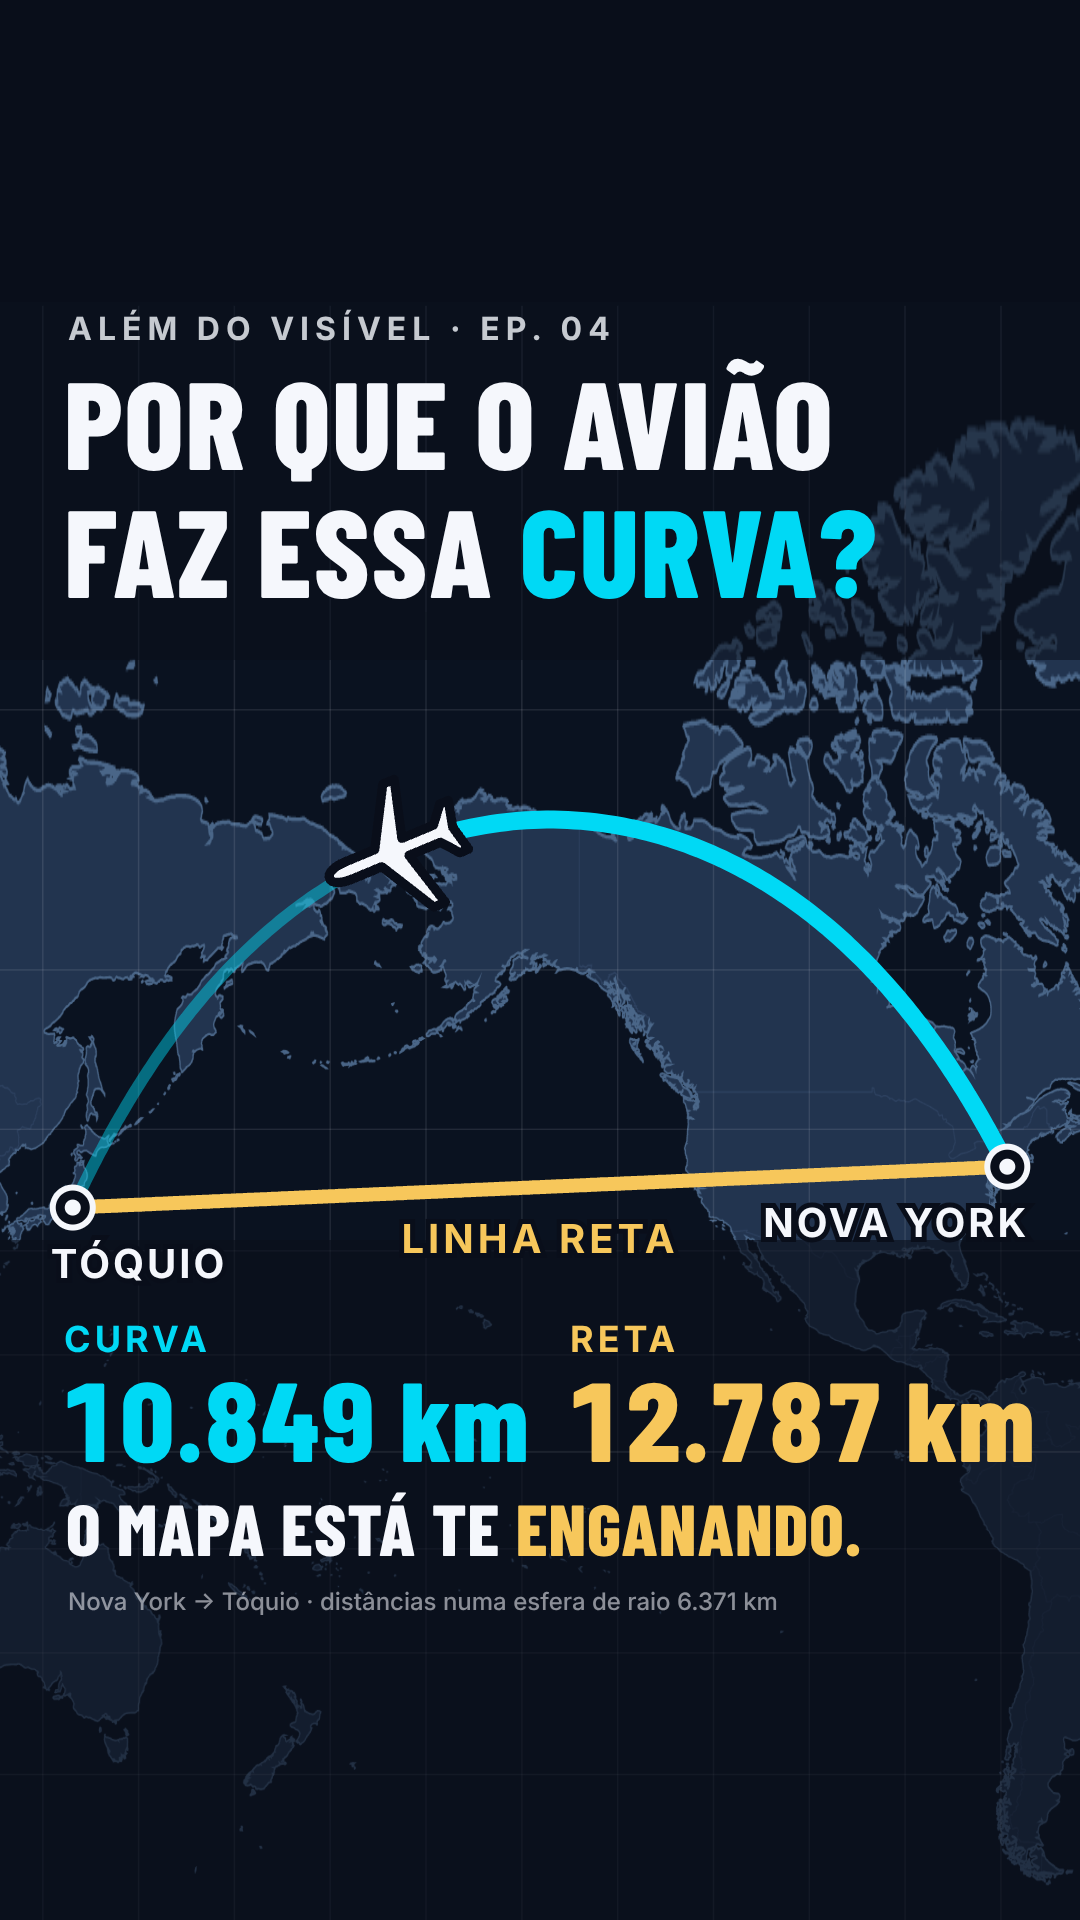 ALÉM DO VISÍVEL · EP. 04
POR QUE O AVIÃO
FAZ ESSA CURVA?
NOVA YORK
LINHA RETA
TÓQUIO
CURVA
RETA
10.849 km
12.787 km
O MAPA ESTÁ TE ENGANANDO.
Nova York → Tóquio · distâncias numa esfera de raio 6.371 km